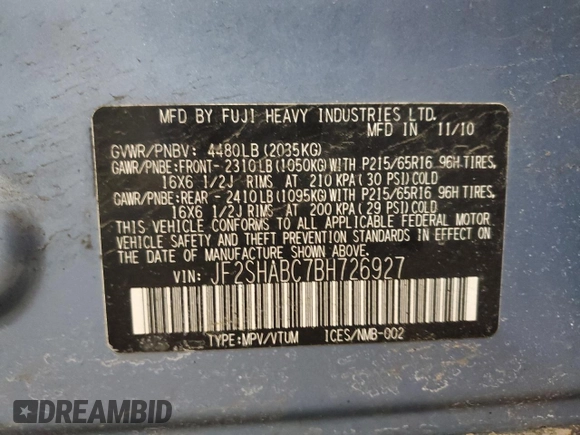 MFD BY FUJI HEAVY INDUSTRIES LTD.
MFD IN 11/10
GVWR/PNBV: 4480LB (2035KG)
GAWR/PNBE:FRONT- 2310LB (1050KG)WITH P215/65R16 96H TIRES,
16X6 1/2J RIMS AT 210 KPA (30 PSI)COLD
GAWR/PNBE:REAR - 2410LB (1095KG)WITH P215/65R16 96H TIRES,
16X6 1/2J RIMS AT 200 KPA (29 PSI)COLD
THIS VEHICLE CONFORMS TO ALL APPLICABLE FEDERAL MOTOR
VEHICLE SAFETY AND THEFT PREVENTION STANDARDS IN EFFECT ON
THE DATE OF MANUFACTURE SHOWN ABOVE.
VIN: JF2SHABC7BH726927
TYPE:MPV/VTUM ICES/NMB-002
DREAMBID